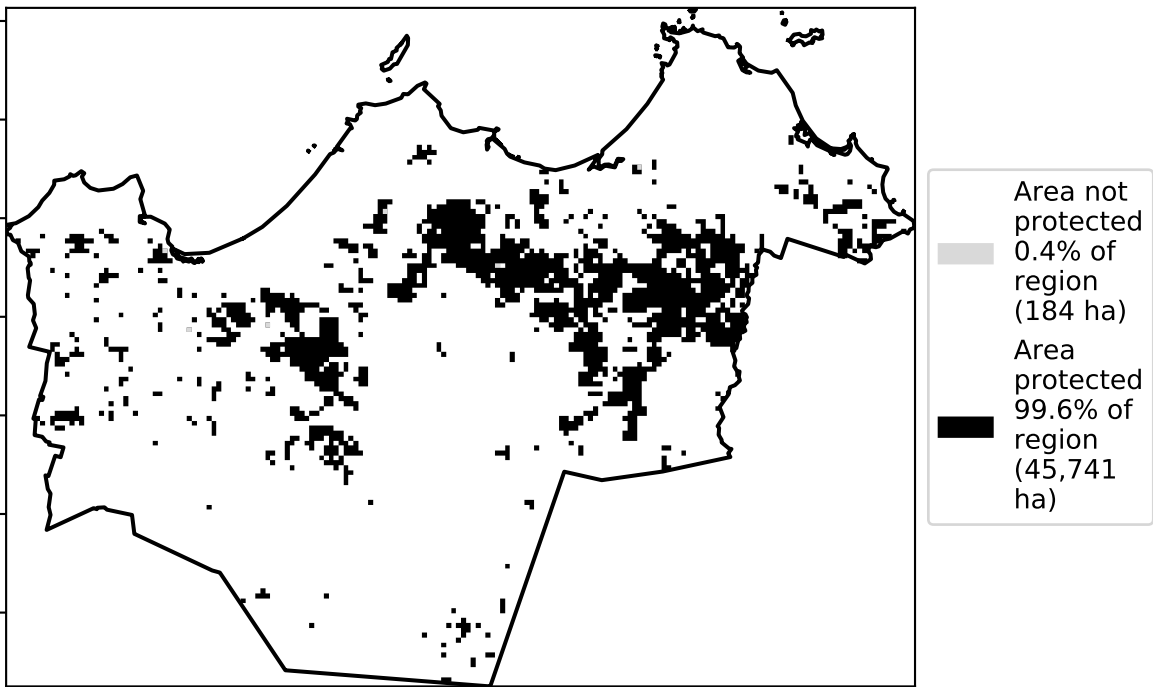 Area not
protected
0.4% of
region
(184 ha)
Area
protected
99.6% of
region
(45,741
ha)